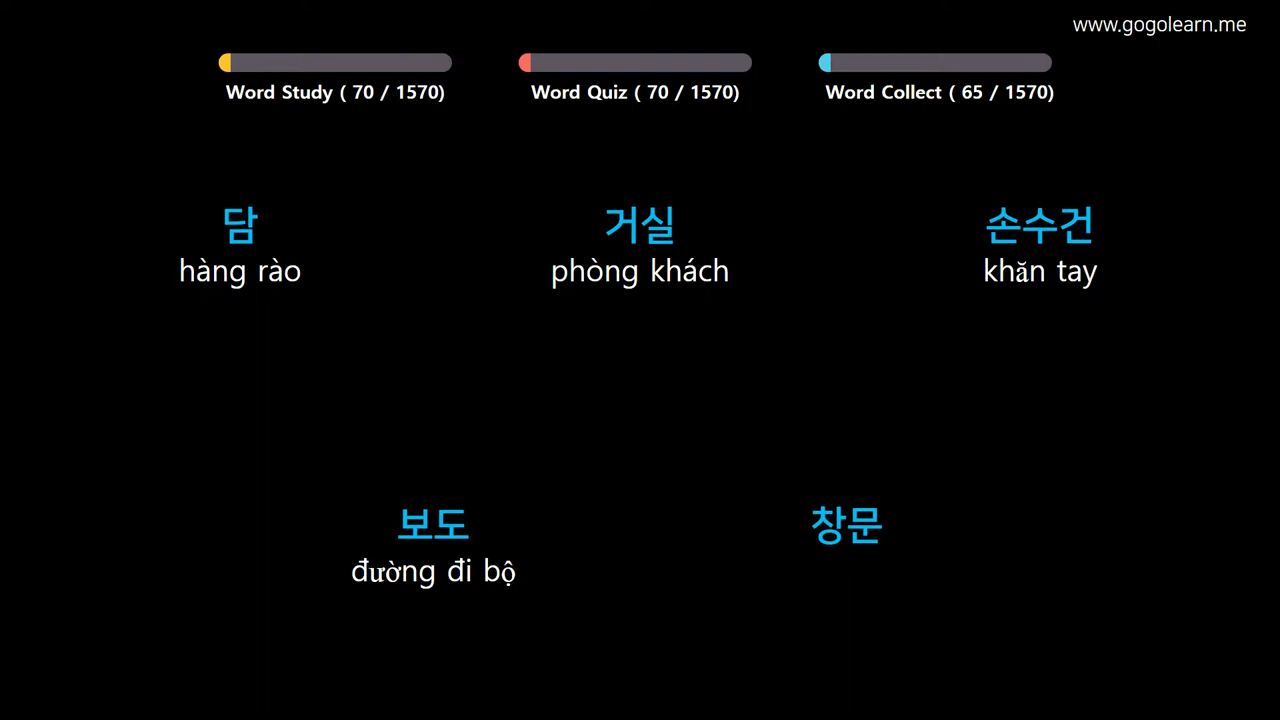 www.gogolearn.me
Word Study ( 70 / 1570)
Word Quiz ( 70 / 1570)
Word Collect ( 65 / 1570)
담
hàng rào
거실
phòng khách
손수건
khăn tay
보도
đường đi bộ
창문